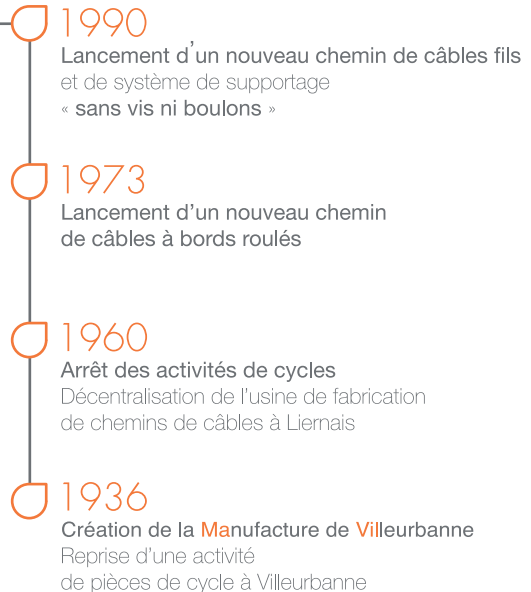 1990
Lancement d'un nouveau chemin de câbles fils
et de système de supportage
« sans vis ni boulons »
1973
Lancement d'un nouveau chemin
de câbles à bords roulés
1960
Arrêt des activités de cycles
Décentralisation de l'usine de fabrication
de chemins de câbles à Liernais
1936
Création de la Manufacture de Villeurbanne
Reprise d'une activité
de pièces de cycle à Villeurbanne